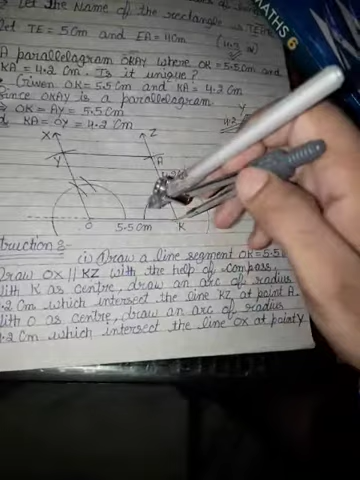 Let the Name of the rectangle
let TE = 5 Cm and EA = 11 Cm
A parallelogram OKAY where OK = 5.5 Cm and
KA = 4.2 Cm. Is it unique?
Given OK = 5.5 Cm and KA = 4.2 Cm
Since OKAY is a parallelogram
OK = AY = 5.5 Cm
KA = OY = 4.2 Cm
X
Z
Y
Y
A
O
5.5 Cm
K
(i) Draw a line segment OK = 5.5
Draw OX || KZ with the help of compass.
With K as centre, draw an arc of radius
4.2 Cm which intersect the line KZ at point A
With O as centre, draw an arc of radius
4.2 Cm which intersect the line OX at point Y
MATHS 6